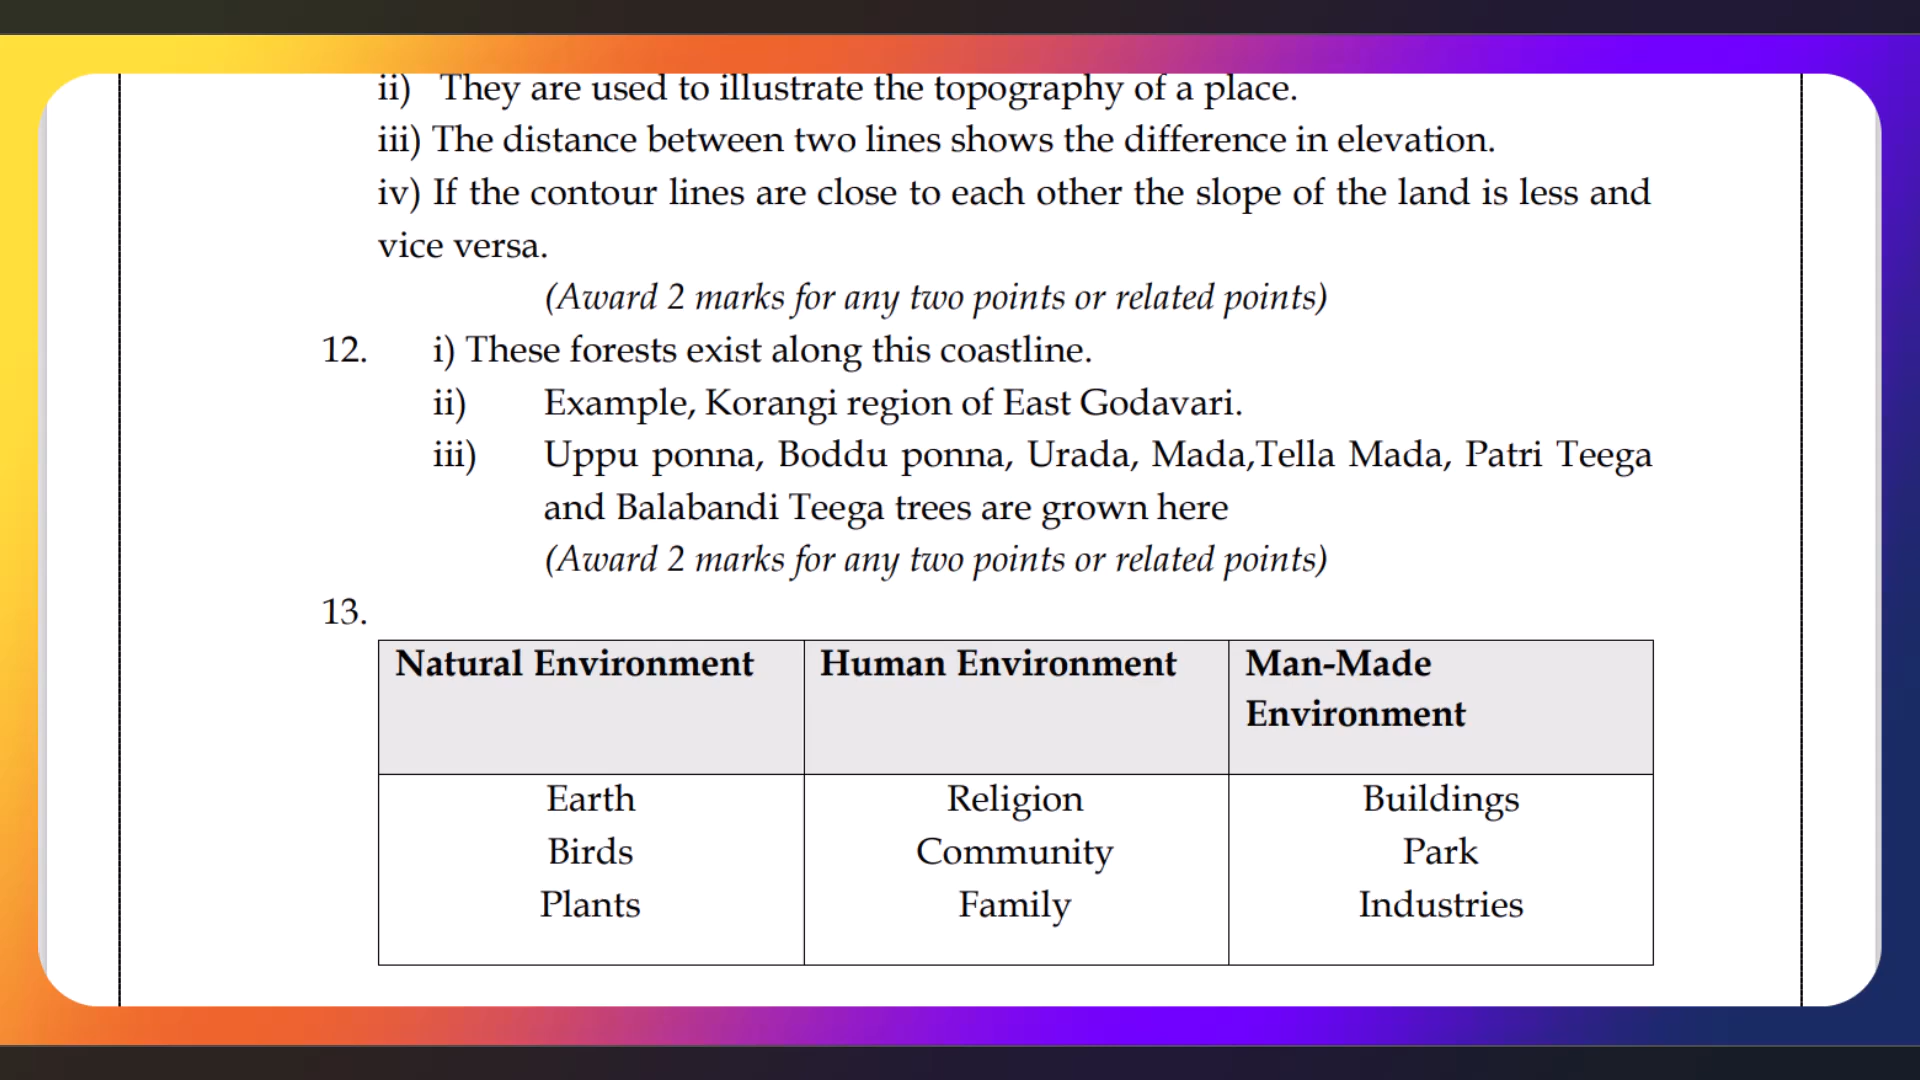 ii) They are used to illustrate the topography of a place.
iii) The distance between two lines shows the difference in elevation.
iv) If the contour lines are close to each other the slope of the land is less and
vice versa.
(Award 2 marks for any two points or related points)
12. i) These forests exist along this coastline.
ii) Example, Korangi region of East Godavari.
iii) Uppu ponna, Boddu ponna, Urada, Mada,Tella Mada, Patri Teega
and Balabandi Teega trees are grown here
(Award 2 marks for any two points or related points)
13.
Natural Environment Human Environment Man-Made
Environment
Earth Religion Buildings
Birds Community Park
Plants Family Industries